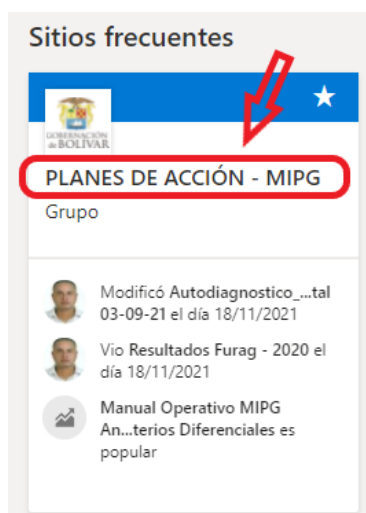 Sitios frecuentes
GOBERNACIÓN
de BOLÍVAR
PLANES DE ACCIÓN - MIPG
Grupo
Modificó Autodiagnostico_...tal
03-09-21 el día 18/11/2021
Vio Resultados Furag - 2020 el
día 18/11/2021
Manual Operativo MIPG
An...terios Diferenciales es
popular